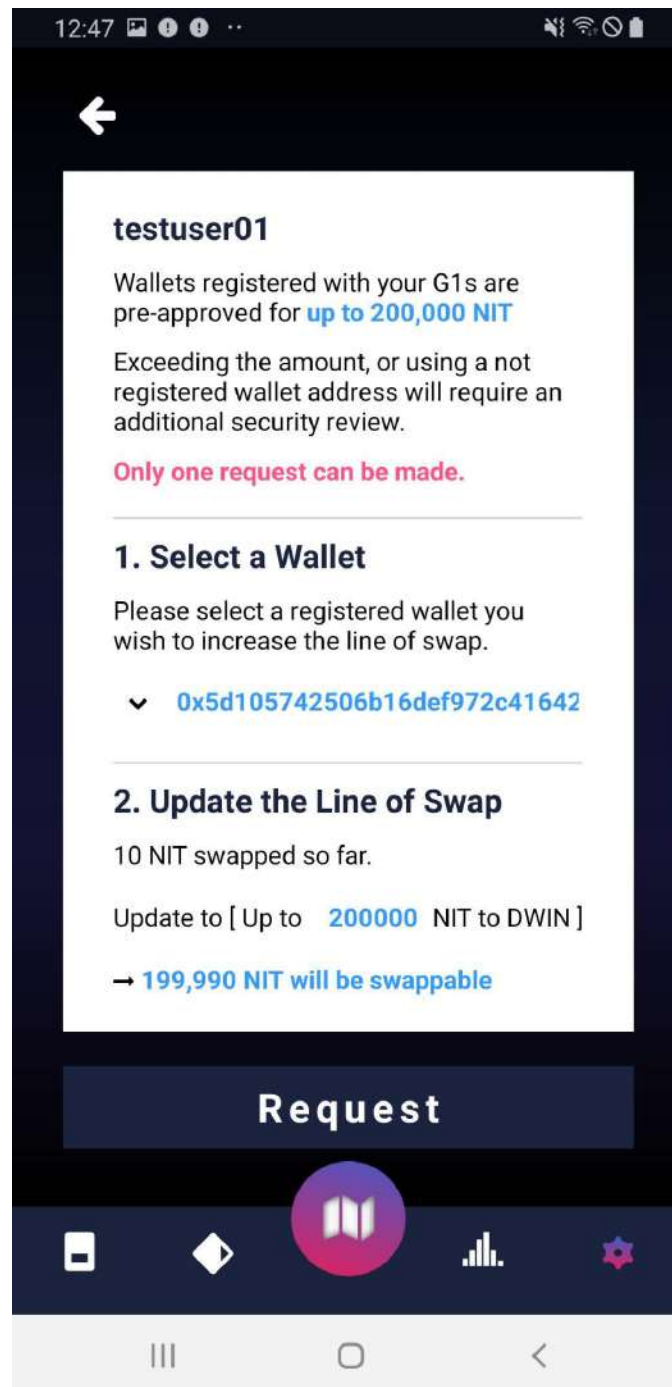 12:47
testuser01
Wallets registered with your G1s are
pre-approved for up to 200,000 NIT
Exceeding the amount, or using a not
registered wallet address will require an
additional security review.
Only one request can be made.
1. Select a Wallet
Please select a registered wallet you
wish to increase the line of swap.
0x5d105742506b16def972c41642
2. Update the Line of Swap
10 NIT swapped so far.
Update to [ Up to 200000 NIT to DWIN ]
→ 199,990 NIT will be swappable
Request